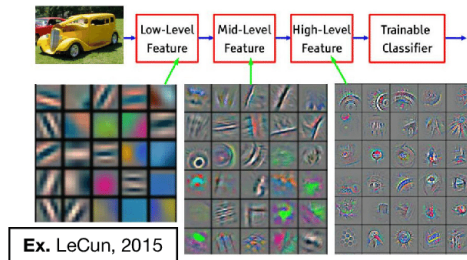 Low-Level
Feature
Mid-Level
Feature
High-Level
Feature
Trainable
Classifier
Ex. LeCun, 2015